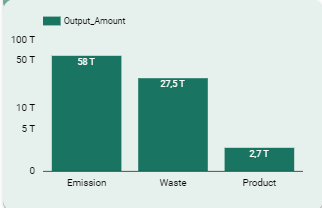 Output_Amount
100 T
50 T
10 T
5 T
0
58 T
27,5 T
2,7 T
Emission
Waste
Product